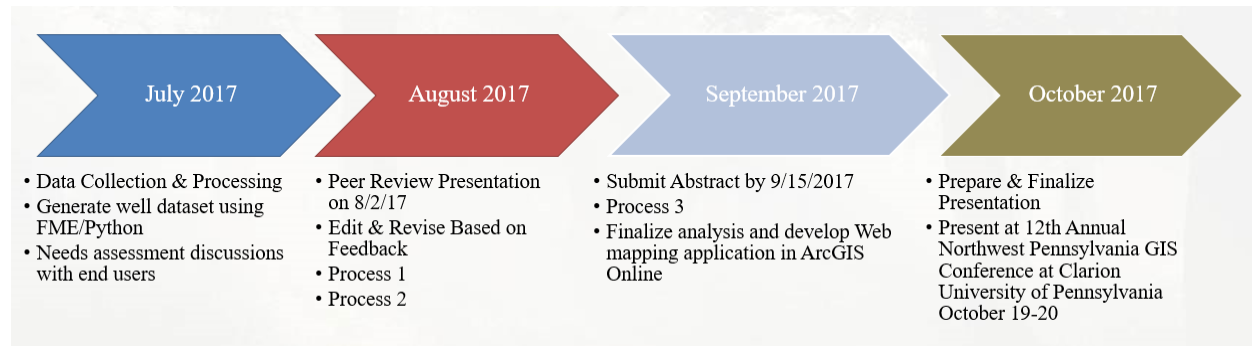 July 2017
• Data Collection & Processing
• Generate well dataset using
FME/Python
• Needs assessment discussions
with end users
August 2017
• Peer Review Presentation
on 8/2/17
• Edit & Revise Based on
Feedback
• Process 1
• Process 2
September 2017
• Submit Abstract by 9/15/2017
• Process 3
• Finalize analysis and develop Web
mapping application in ArcGIS
Online
October 2017
• Prepare & Finalize
Presentation
• Present at 12th Annual
Northwest Pennsylvania GIS
Conference at Clarion
University of Pennsylvania
October 19-20